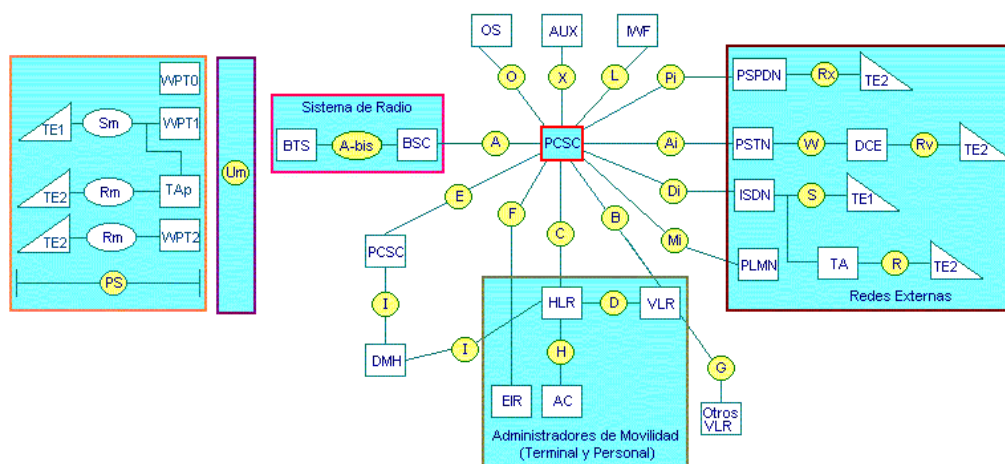 OS
AUX
IWF
O
X
L
Pi
PSPDN
Rx
TE2
WPT0
Sistema de Radio
TE1
Sm
WPT1
BTS
A-bis
BSC
A
PCSC
Ai
PSTN
W
DCE
Rv
TE2
Um
TE2
Rm
TAp
E
F
C
B
Di
ISDN
S
TE1
TE2
Rm
WPT2
PCSC
Mi
PLMN
TA
R
TE2
PS
Redes Externas
I
HLR
D
VLR
DMH
I
H
G
EIR
AC
Otros
VLR
Administradores de Movilidad
(Terminal y Personal)